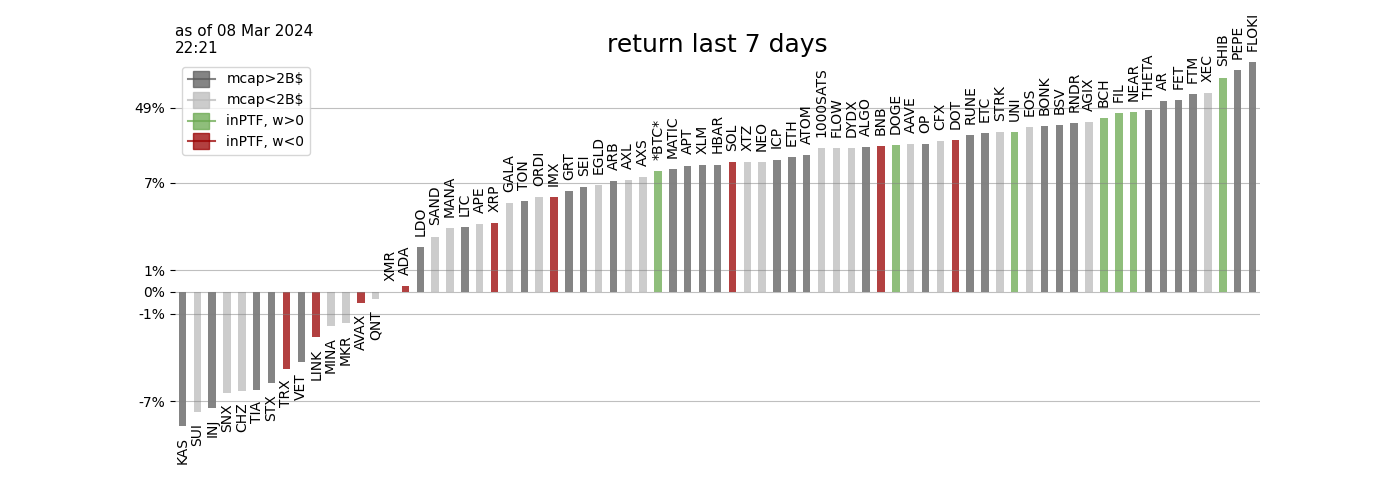 as of 08 Mar 2024
22:21
return last 7 days
mcap>2B$
mcap<2B$
inPTF, w>0
inPTF, w<0
49%
7%
1%
0%
-1%
-7%
KAS
SUI
INJ
SNX
CHZ
TIA
STX
TRX
VET
LINK
MINA
MKR
AVAX
QNT
XMR
ADA
LDO
SAND
MANA
LTC
APE
XRP
GALA
TON
ORDI
IMX
GRT
SEI
EGLD
ARB
AXL
AXS
*BTC*
MATIC
APT
XLM
HBAR
SOL
XTZ
NEO
ICP
ETH
ATOM
1000SATS
FLOW
DYDX
ALGO
BNB
DOGE
AAVE
OP
CFX
DOT
RUNE
ETC
STRK
UNI
EOS
BONK
BSV
RNDR
AGIX
BCH
FIL
NEAR
THETA
AR
FET
FTM
XEC
SHIB
PEPE
FLOKI